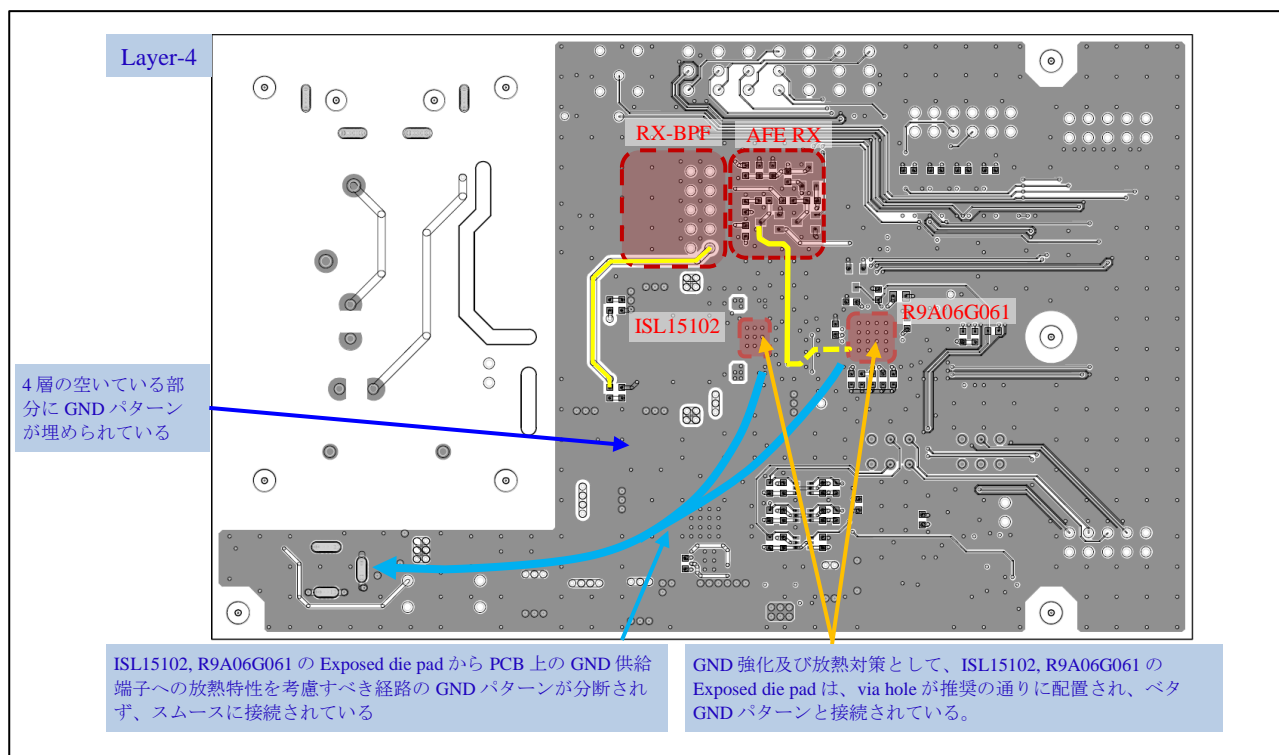 Layer-4
RX-BPF
AFE RX
ISL15102
R9A06G061
4 層の空いている部
分に GND パターン
が埋められている
ISL15102, R9A06G061 の Exposed die pad から PCB 上の GND 供給
端子への放熱特性を考慮すべき経路の GND パターンが分断され
ず、スムースに接続されている
GND 強化及び放熱対策として、ISL15102, R9A06G061 の
Exposed die pad は、via hole が推奨の通りに配置され、ベタ
GND パターンと接続されている。